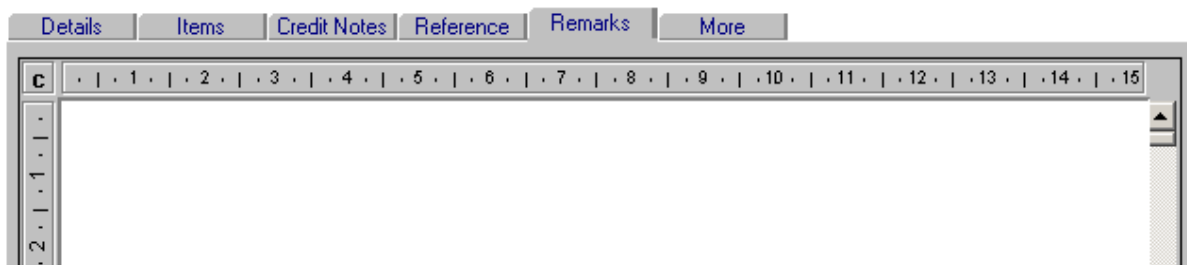 Details Items Credit Notes Reference Remarks More
C 1 2 3 4 5 6 7 8 9 10 11 12 13 14 15
1
2